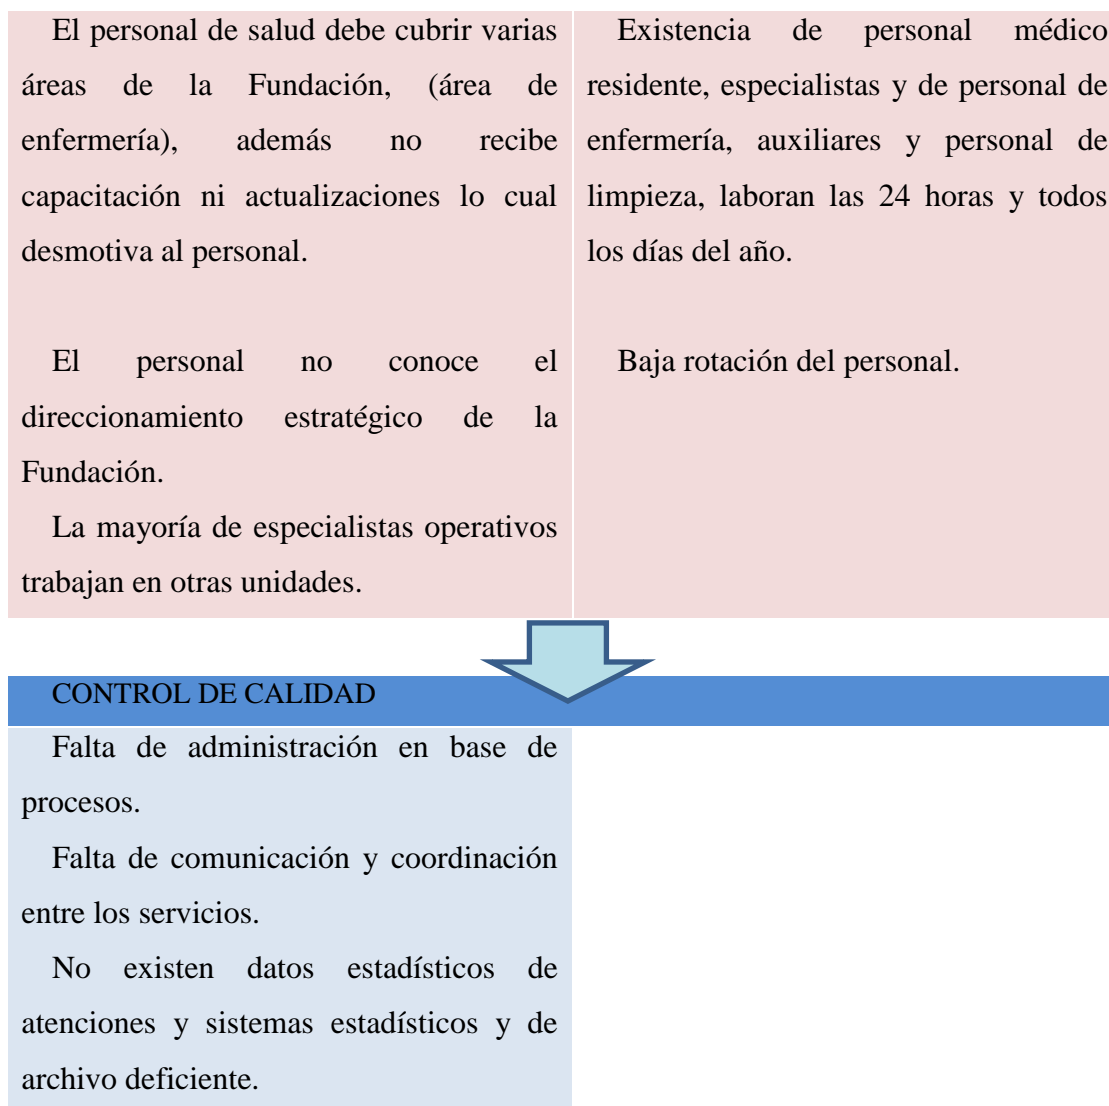 El personal de salud debe cubrir varias
áreas de la Fundación, (área de
enfermería), además no recibe
capacitación ni actualizaciones lo cual
desmotiva al personal.
El personal no conoce el
direccionamiento estratégico de la
Fundación.
La mayoría de especialistas operativos
trabajan en otras unidades.
Existencia de personal médico
residente, especialistas y de personal de
enfermería, auxiliares y personal de
limpieza, laboran las 24 horas y todos
los días del año.
Baja rotación del personal.
CONTROL DE CALIDAD
Falta de administración en base de
procesos.
Falta de comunicación y coordinación
entre los servicios.
No existen datos estadísticos de
atenciones y sistemas estadísticos y de
archivo deficiente.